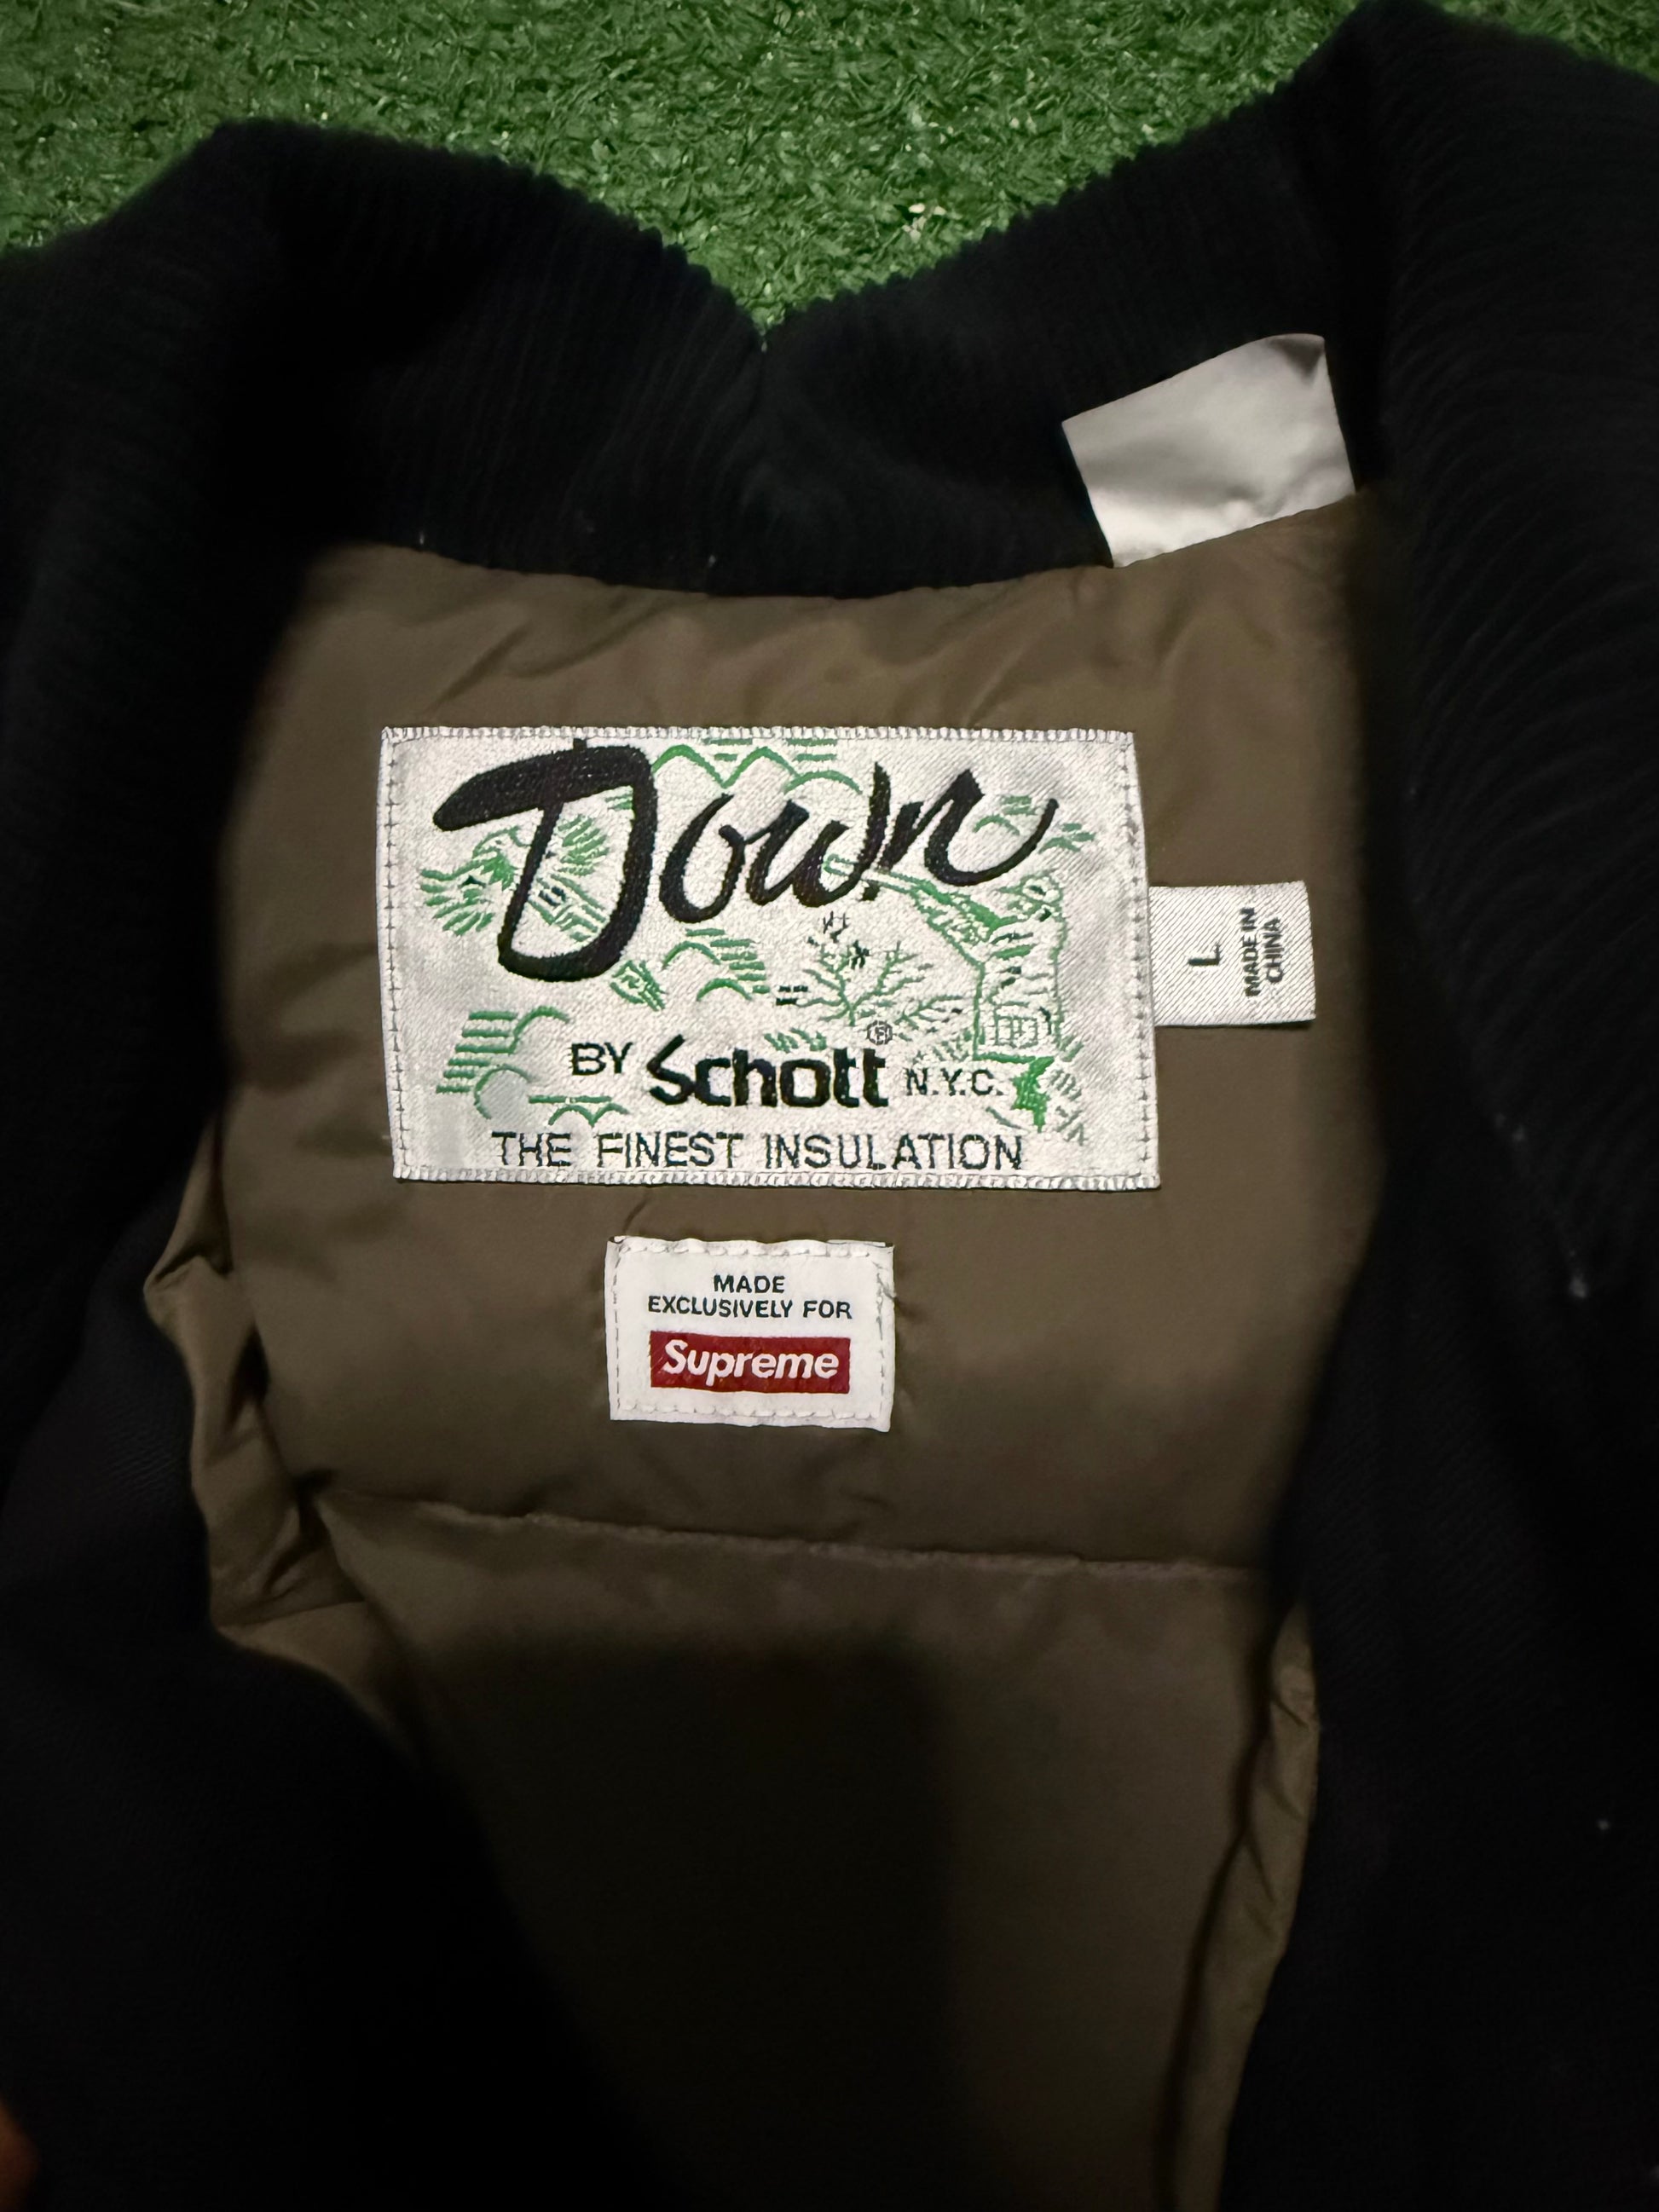 Down
BY Schott® N.Y.C.
THE FINEST INSULATION
L
MADE IN
CHINA
MADE
EXCLUSIVELY FOR
Supreme